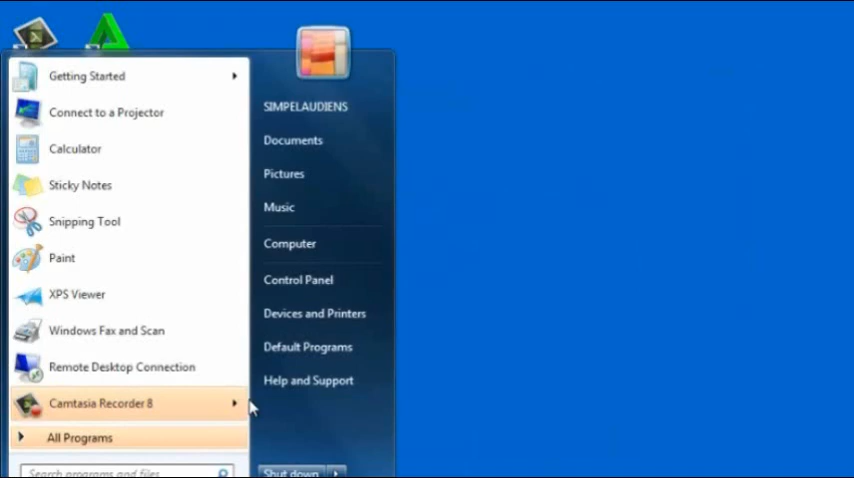 Getting Started
Connect to a Projector
Calculator
Sticky Notes
Snipping Tool
Paint
XPS Viewer
Windows Fax and Scan
Remote Desktop Connection
Camtasia Recorder 8
All Programs
Search programs and files
SIMPELAUDIENS
Documents
Pictures
Music
Computer
Control Panel
Devices and Printers
Default Programs
Help and Support
Shut down